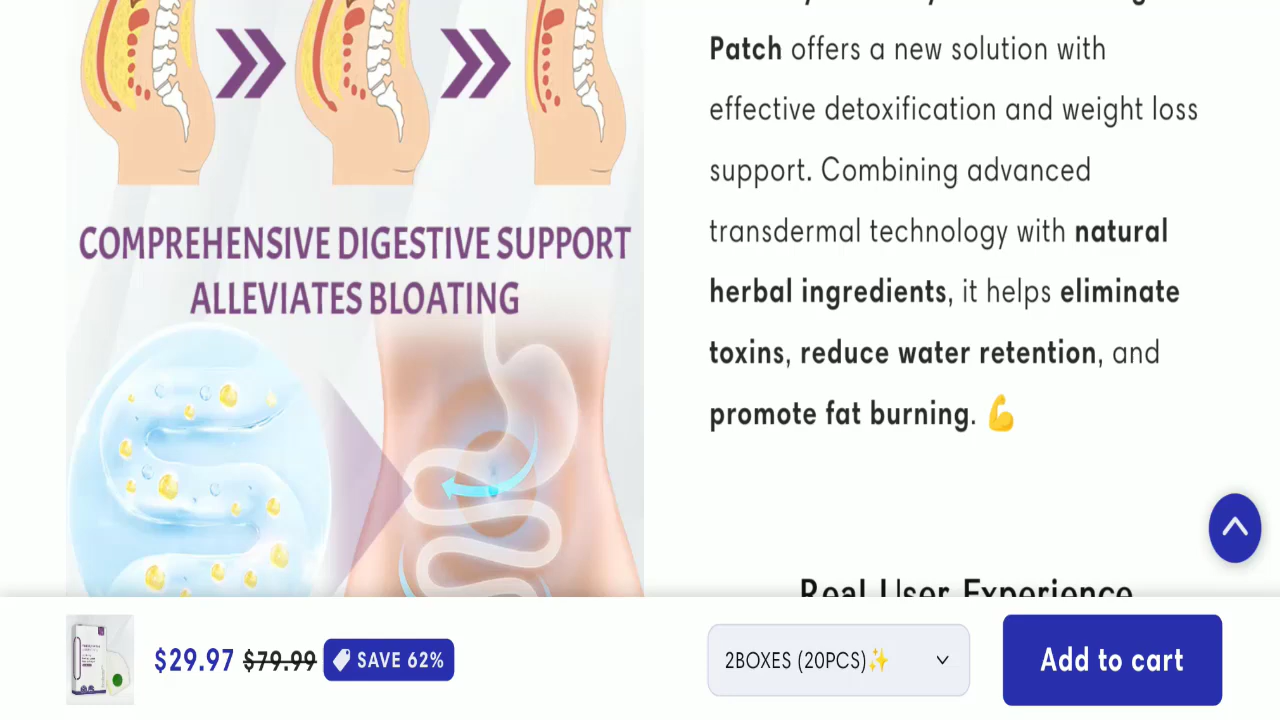 COMPREHENSIVE DIGESTIVE SUPPORT
ALLEVIATES BLOATING
Patch offers a new solution with
effective detoxification and weight loss
support. Combining advanced
transdermal technology with natural
herbal ingredients, it helps eliminate
toxins, reduce water retention, and
promote fat burning. 💪
Real User Experience
$29.97 $79.99 SAVE 62%
2BOXES (20PCS)✨
Add to cart